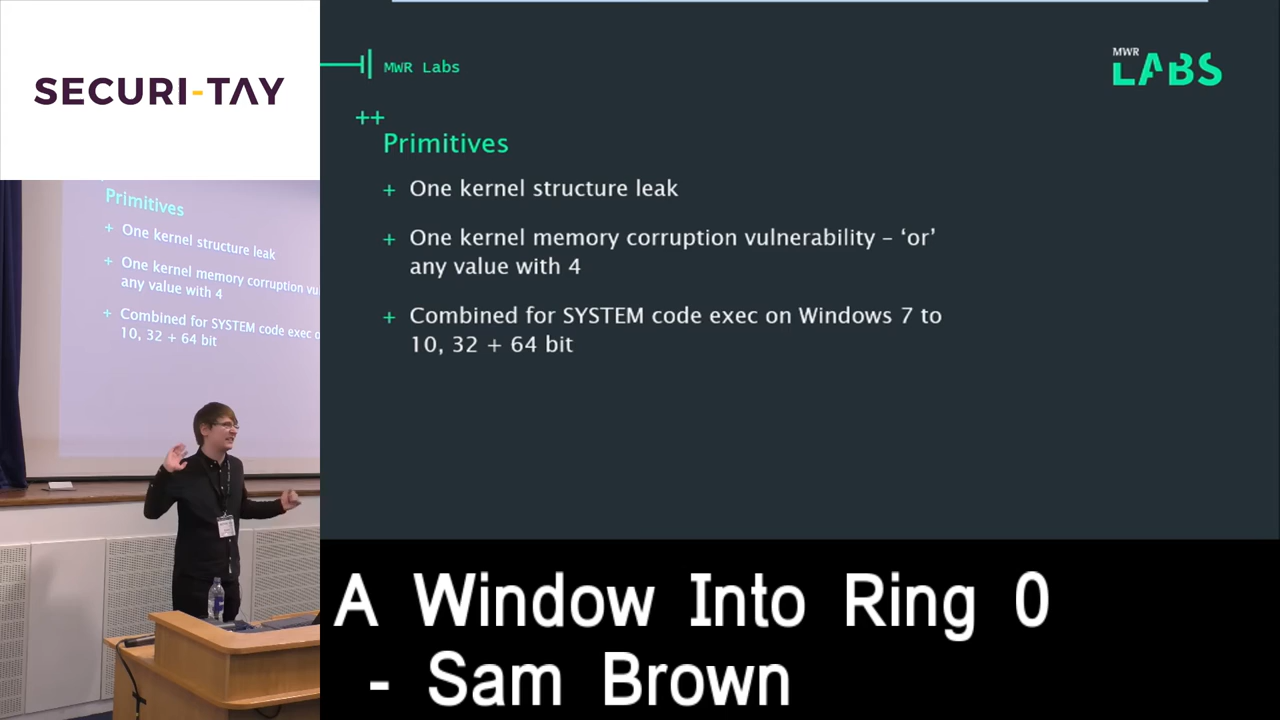 SECURI-TAY
MWR Labs
MWR
LABS
++
Primitives
+ One kernel structure leak
+ One kernel memory corruption vulnerability – ‘or’
any value with 4
+ Combined for SYSTEM code exec on Windows 7 to
10, 32 + 64 bit
Primitives
+ One kernel structure leak
+ One kernel memory corruption vu
any value with 4
+ Combined for SYSTEM code exec o
10, 32 + 64 bit
A Window Into Ring 0
- Sam Brown